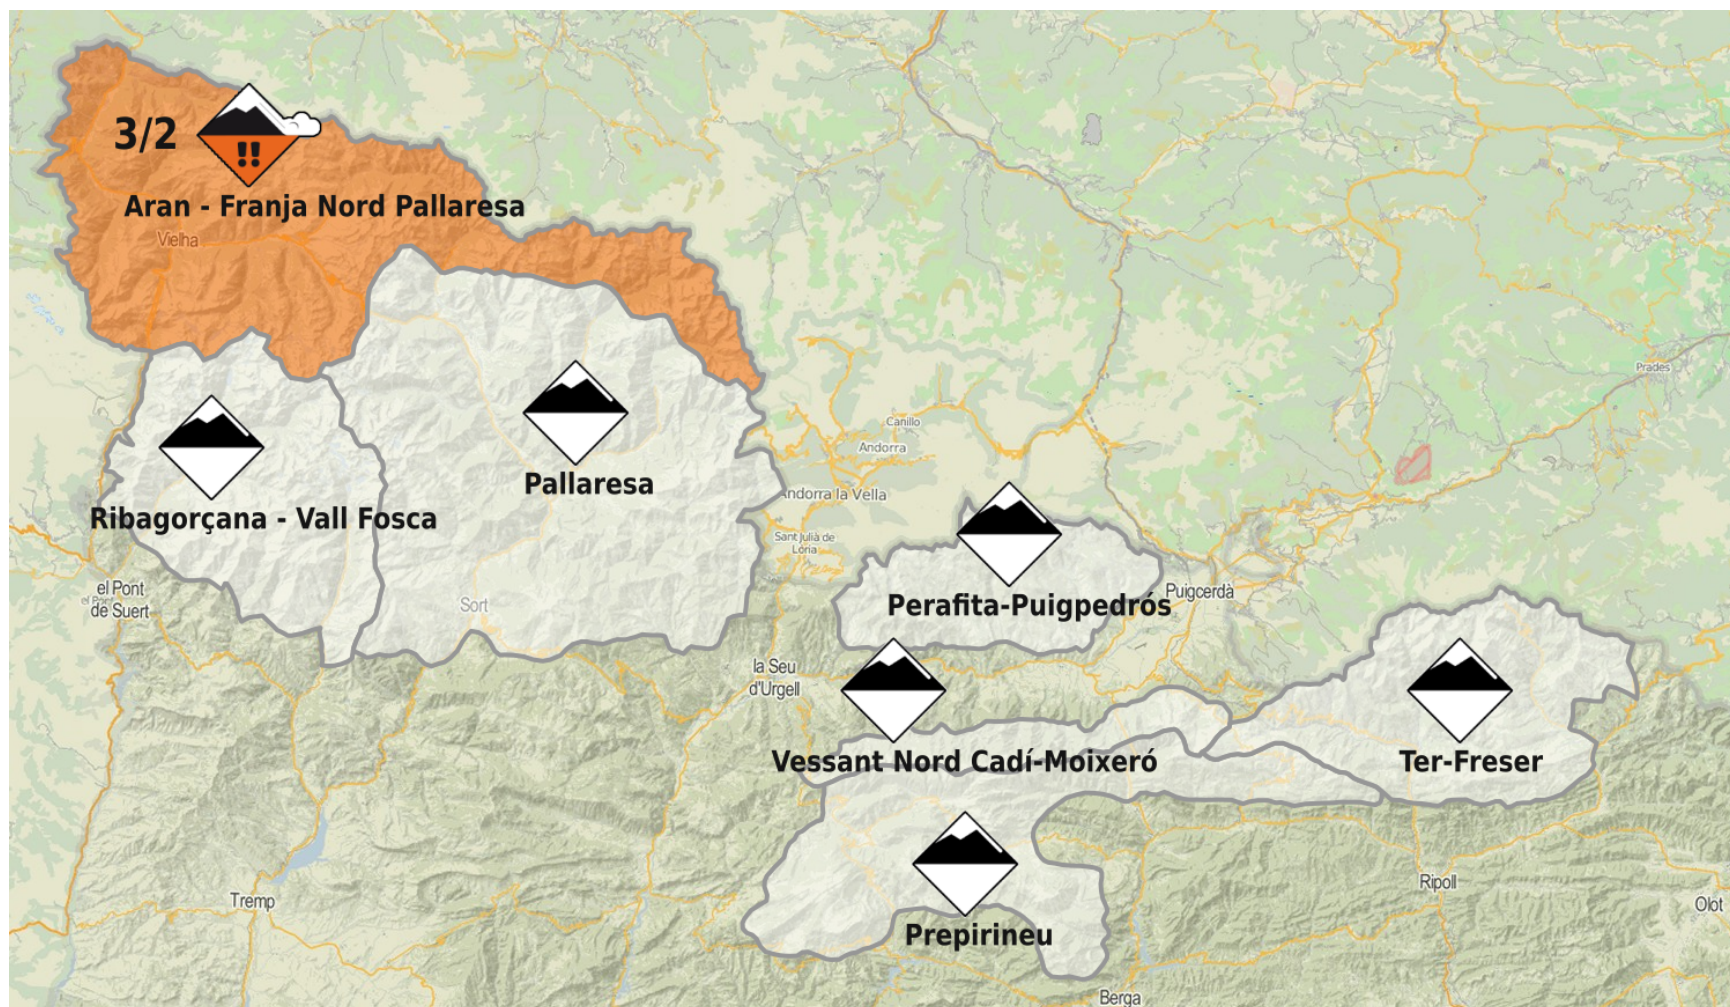 3/2
!!
Aran - Franja Nord Pallaresa
Vielha
Prades
Canillo
Andorra
Pallaresa
Andorra la Vella
Ribagorçana - Vall Fosca
Sant Julià de
Lòria
el Pont
de Suert
Sort
Perafita-Puigpedrós
Puigcerdà
la Seu
d'Urgell
Vessant Nord Cadí-Moixeró
Ter-Freser
Ripoll
Tremp
Olot
Prepirineu
Berga